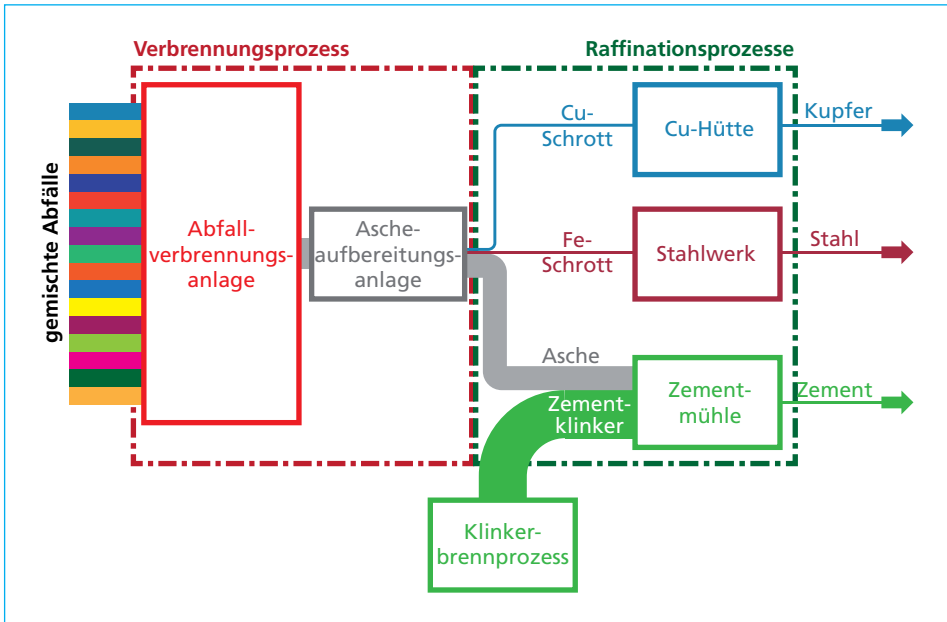 Verbrennungsprozess
Raffinationsprozesse
gemischte Abfälle
Abfall-
verbrennungs-
anlage
Asche-
aufbereitungs-
anlage
Cu-
Schrott
Cu-Hütte
Kupfer
Fe-
Schrott
Stahlwerk
Stahl
Asche
Zement-
klinker
Zement-
mühle
Zement
Klinker-
brennprozess